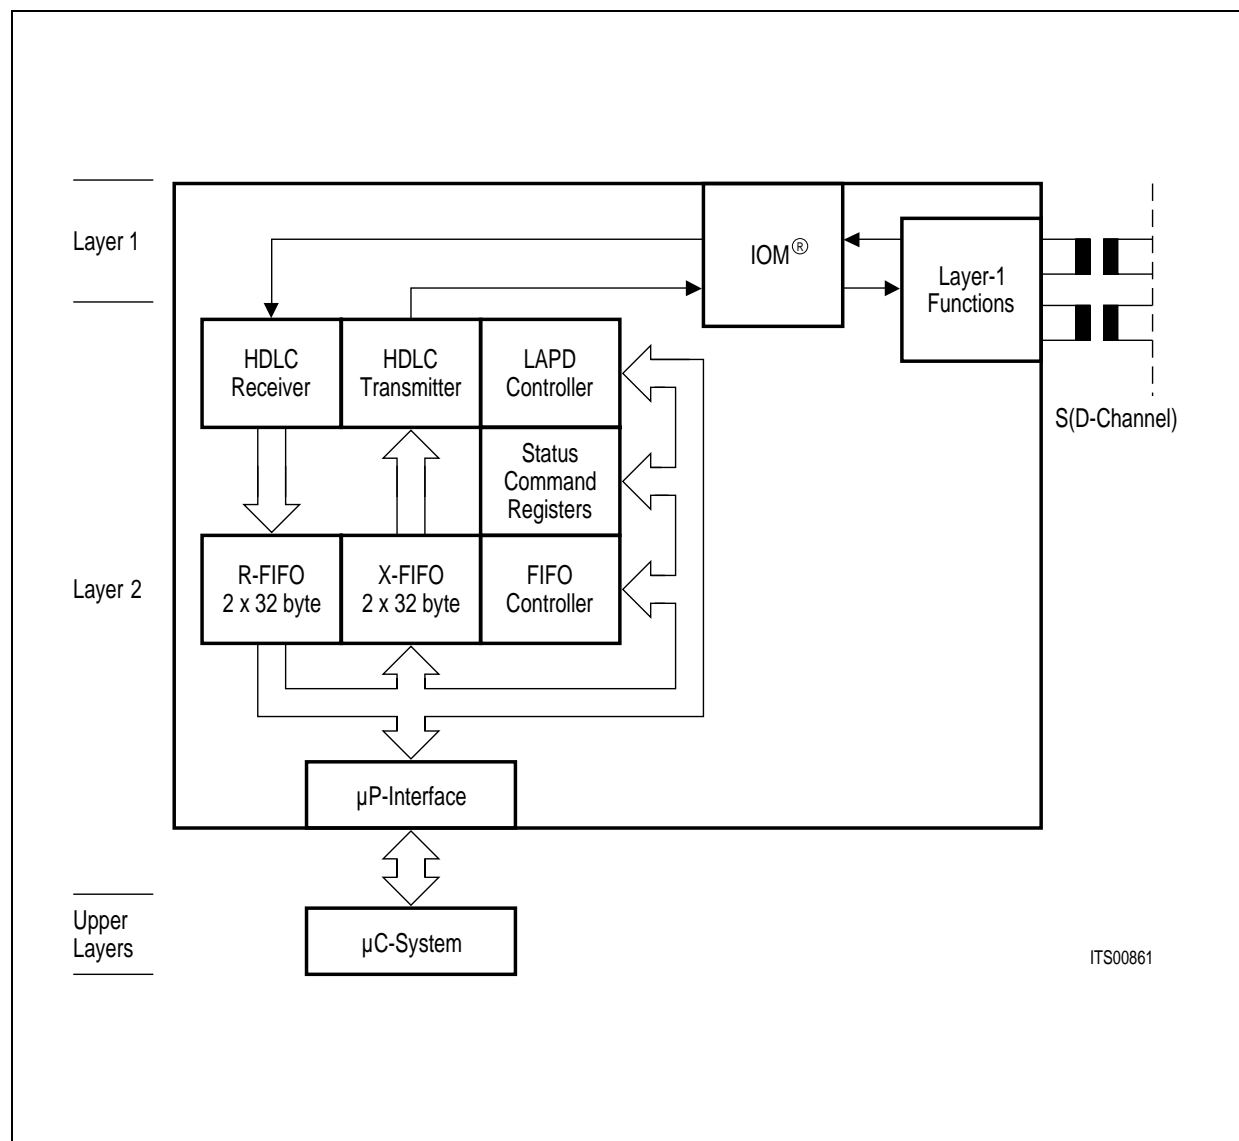 Layer 1
IOM®
Layer-1
Functions
HDLC
Receiver
HDLC
Transmitter
LAPD
Controller
S(D-Channel)
Status
Command
Registers
Layer 2
R-FIFO
2 x 32 byte
X-FIFO
2 x 32 byte
FIFO
Controller
µP-Interface
Upper
Layers
µC-System
ITS00861